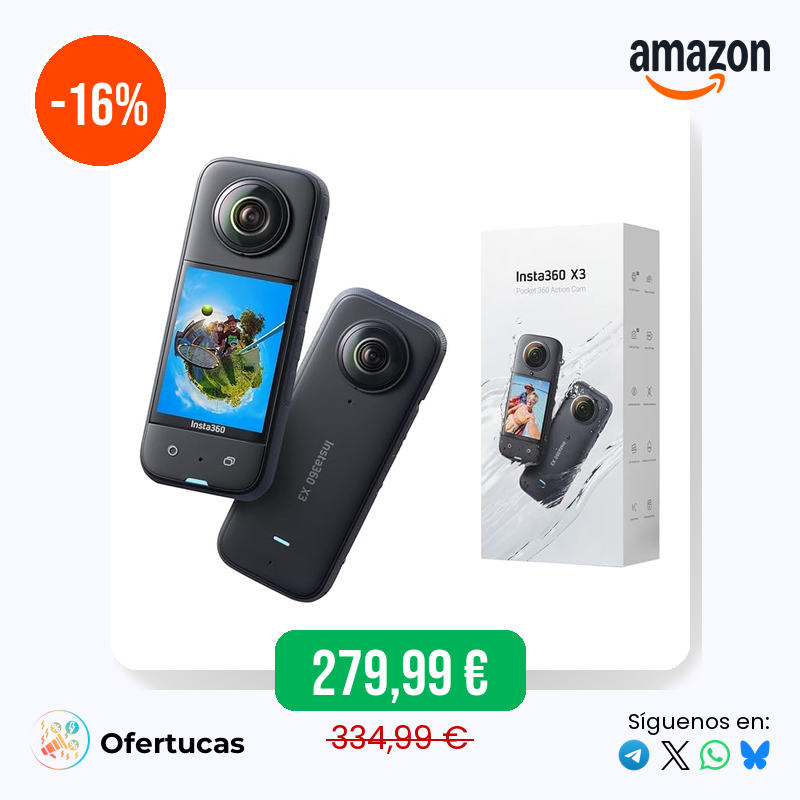 -16%
amazon
Insta360 X3
Pocket 360 Action Cam
Insta360
Insta360 X3
279,99 €
334,99 €
Ofertucas
Síguenos en: